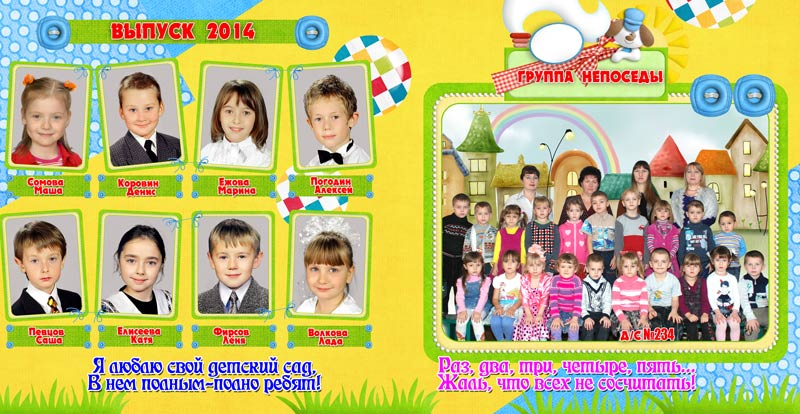 ВЫПУСК 2014
Сомова
Маша
Коровин
Денис
Ежова
Марина
Погодин
Алексей
Певцов
Саша
Елисеева
Катя
Фирсов
Лёня
Волкова
Лада
Я люблю свой детский сад,
В нем полным-полно ребят!
ГРУППА НЕПОСЕДЫ
Д/С №234
Раз, два, три, четыре, пять...
Жаль, что всех не сосчитать!